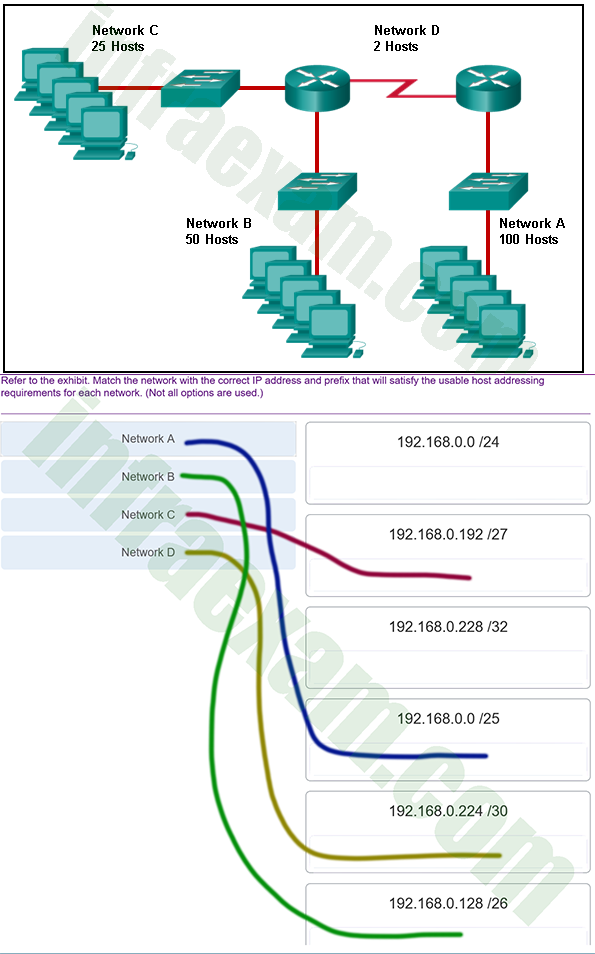 Network C
25 Hosts
Network D
2 Hosts
Network B
50 Hosts
Network A
100 Hosts
infraexam.com
Refer to the exhibit. Match the network with the correct IP address and prefix that will satisfy the usable host addressing
requirements for each network. (Not all options are used.)
Network A
Network B
Network C
Network D
192.168.0.0 /24
192.168.0.192 /27
192.168.0.228 /32
192.168.0.0 /25
192.168.0.224 /30
192.168.0.128 /26
infraexam.com